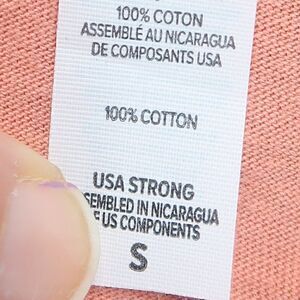 100% COTON
ASSEMBLÉ AU NICARAGUA
DE COMPOSANTS USA
100% COTTON
USA STRONG
SEMBLED IN NICARAGUA
US COMPONENTS
S